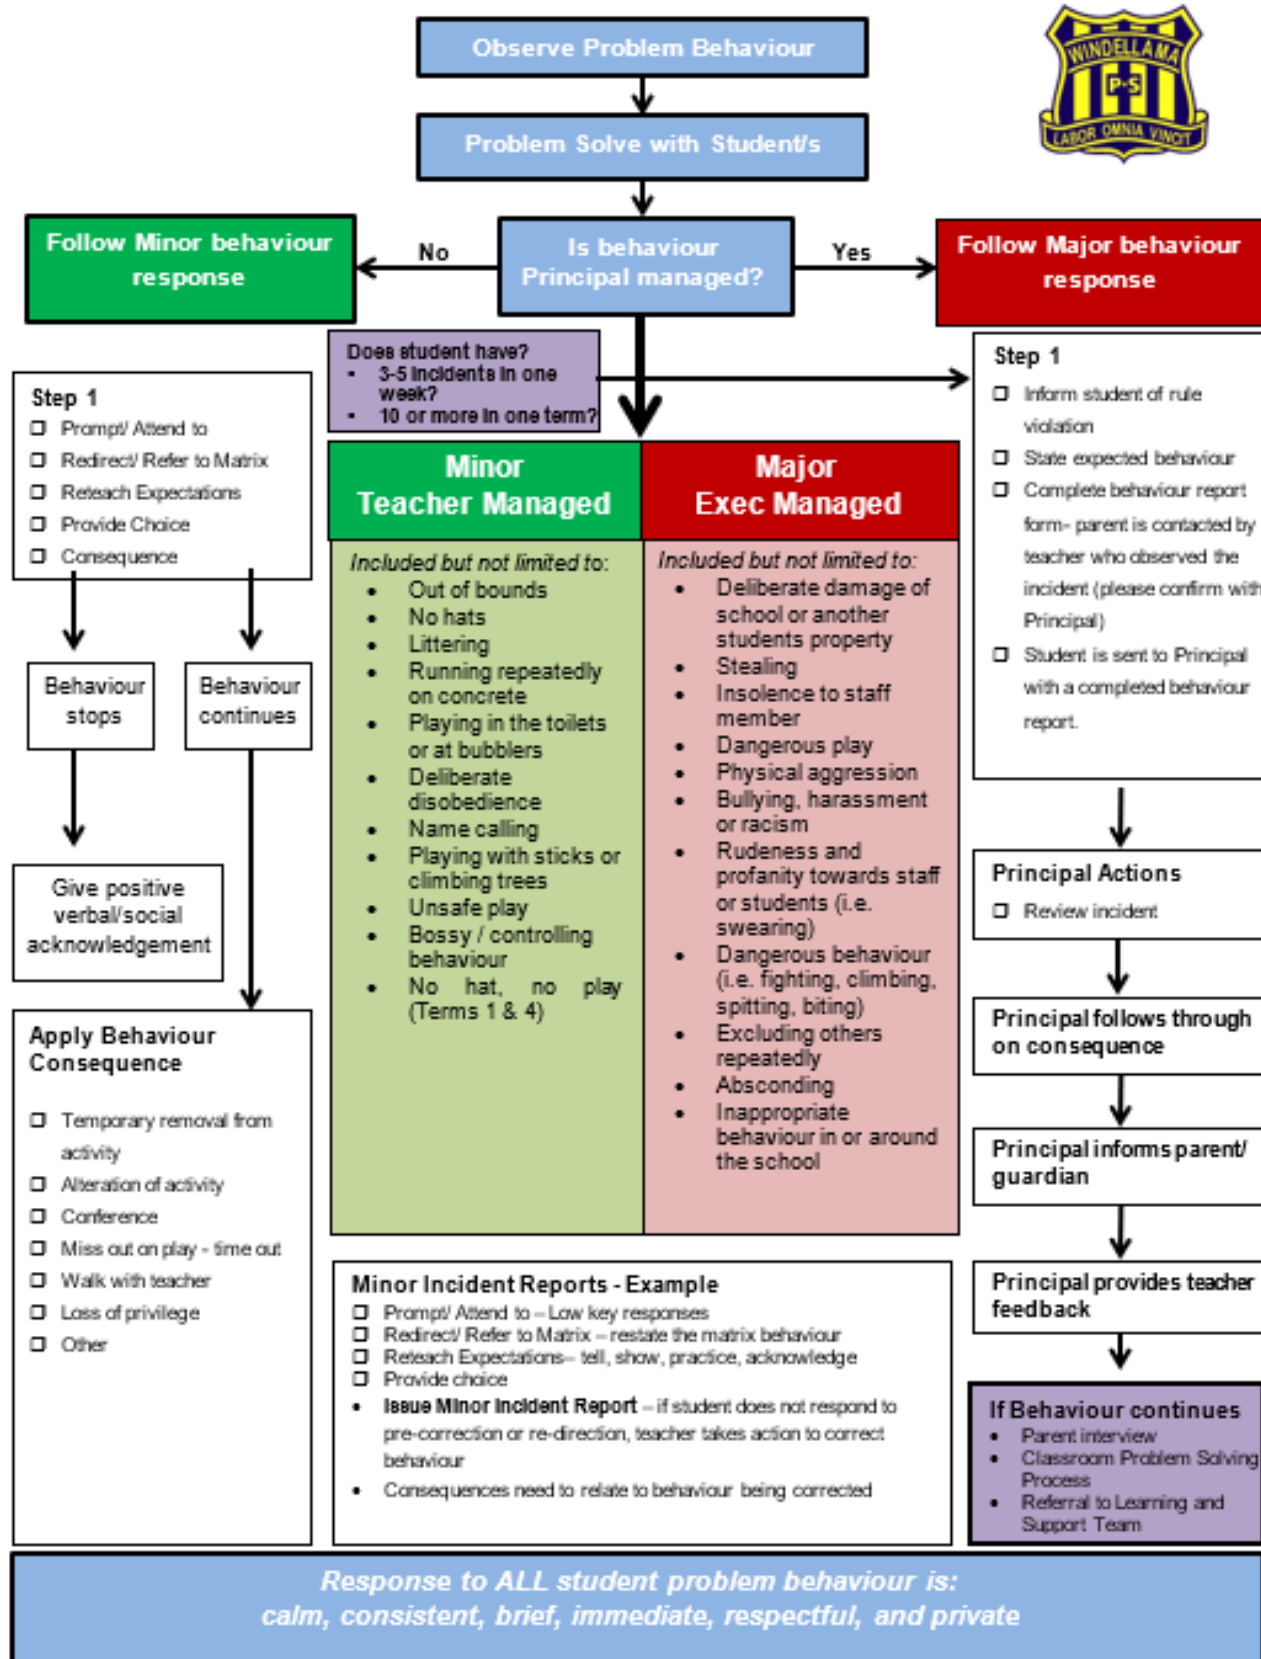 Observe Problem Behaviour
WINDELLAMA
P S
LABOR OMNIA VINCIT
Problem Solve with Student/s
Follow Minor behaviour
response
No
Is behaviour
Principal managed?
Yes
Follow Major behaviour
response
Does student have?
• 3-5 incidents in one
week?
• 10 or more in one term?
Step 1
❑ Prompt/ Attend to
❑ Redirect/ Refer to Matrix
❑ Reteach Expectations
❑ Provide Choice
❑ Consequence
Behaviour
stops
Behaviour
continues
Give positive
verbal/social
acknowledgement
Apply Behaviour
Consequence
❑ Temporary removal from
activity
❑ Alteration of activity
❑ Conference
❑ Miss out on play - time out
❑ Walk with teacher
❑ Loss of privilege
❑ Other
Minor
Teacher Managed
Included but not limited to:
• Out of bounds
• No hats
• Littering
• Running repeatedly
on concrete
• Playing in the toilets
or at bubblers
• Deliberate
disobedience
• Name calling
• Playing with sticks or
climbing trees
• Unsafe play
• Bossy / controlling
behaviour
• No hat, no play
(Terms 1 & 4)
Major
Exec Managed
Included but not limited to:
• Deliberate damage of
school or another
students property
• Stealing
• Insolence to staff
member
• Dangerous play
• Physical aggression
• Bullying, harassment
or racism
• Rudeness and
profanity towards staff
or students (i.e.
swearing)
• Dangerous behaviour
(i.e. fighting, climbing,
spitting, biting)
• Excluding others
repeatedly
• Absconding
• Inappropriate
behaviour in or around
the school
Minor Incident Reports - Example
❑ Prompt/ Attend to – Low key responses
❑ Redirect/ Refer to Matrix – restate the matrix behaviour
❑ Reteach Expectations– tell, show, practice, acknowledge
❑ Provide choice
• Issue Minor Incident Report – if student does not respond to
pre-correction or re-direction, teacher takes action to correct
behaviour
• Consequences need to relate to behaviour being corrected
Step 1
❑ Inform student of rule
violation
❑ State expected behaviour
❑ Complete behaviour report
form- parent is contacted by
teacher who observed the
incident (please confirm with
Principal)
❑ Student is sent to Principal
with a completed behaviour
report.
Principal Actions
❑ Review incident
Principal follows through
on consequence
Principal informs parent/
guardian
Principal provides teacher
feedback
If Behaviour continues
• Parent interview
• Classroom Problem Solving
Process
• Referral to Learning and
Support Team
Response to ALL student problem behaviour is:
calm, consistent, brief, immediate, respectful, and private